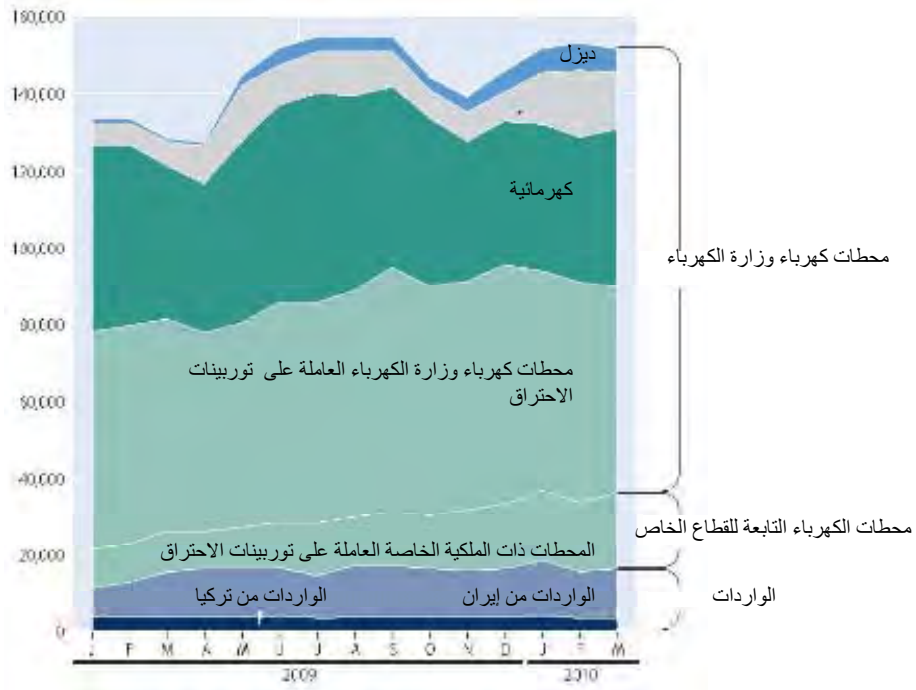 160,000
140,000
120,000
100,000
80,000
60,000
40,000
20,000
0
ديزل
كهرمائية
محطات كهرباء وزارة الكهرباء العاملة على توربينات
الاحتراق
المحطات ذات الملكية الخاصة العاملة على توربينات الاحتراق
الواردات من تركيا
الواردات من إيران
محطات كهرباء وزارة الكهرباء
محطات الكهرباء التابعة للقطاع الخاص
الواردات
J F M A M J J A S O N D J F M
2009 2010